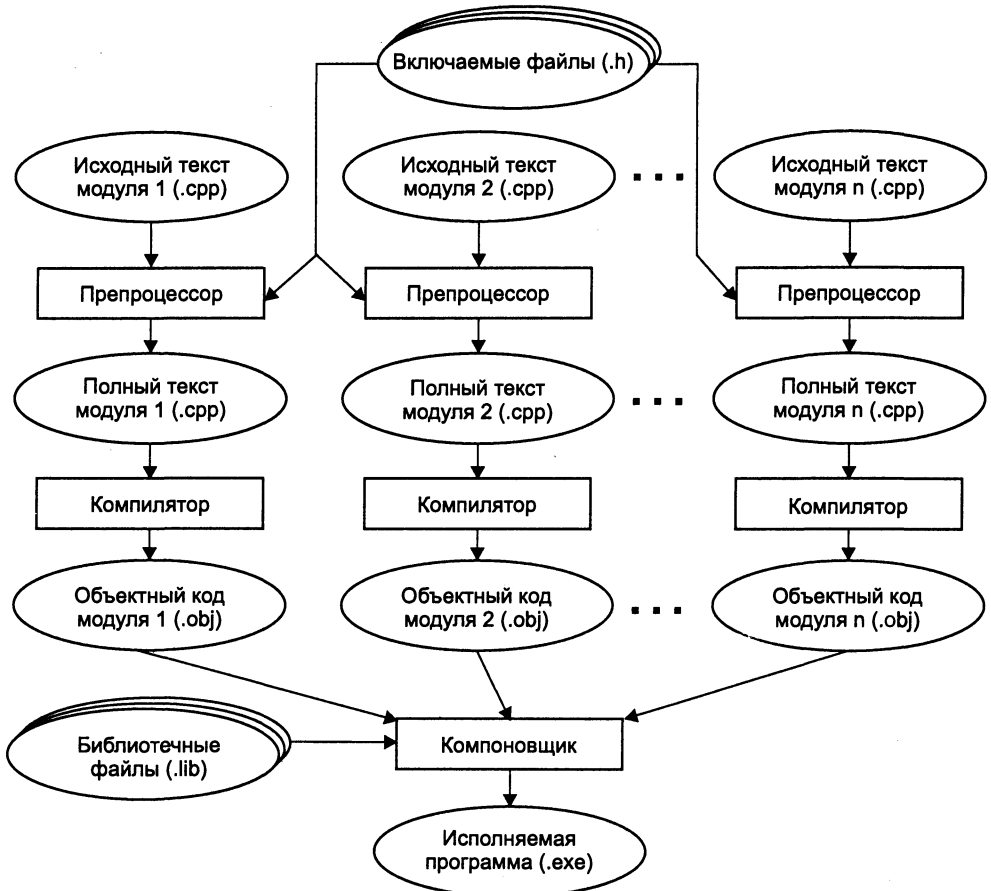 Включаемые файлы (.h)
Исходный текст
модуля 1 (.cpp)
Исходный текст
модуля 2 (.cpp)
Исходный текст
модуля n (.cpp)
Препроцессор
Препроцессор
Препроцессор
Полный текст
модуля 1 (.cpp)
Полный текст
модуля 2 (.cpp)
Полный текст
модуля n (.cpp)
Компилятор
Компилятор
Компилятор
Объектный код
модуля 1 (.obj)
Объектный код
модуля 2 (.obj)
Объектный код
модуля n (.obj)
Библиотечные
файлы (.lib)
Компоновщик
Исполняемая
программа (.exe)